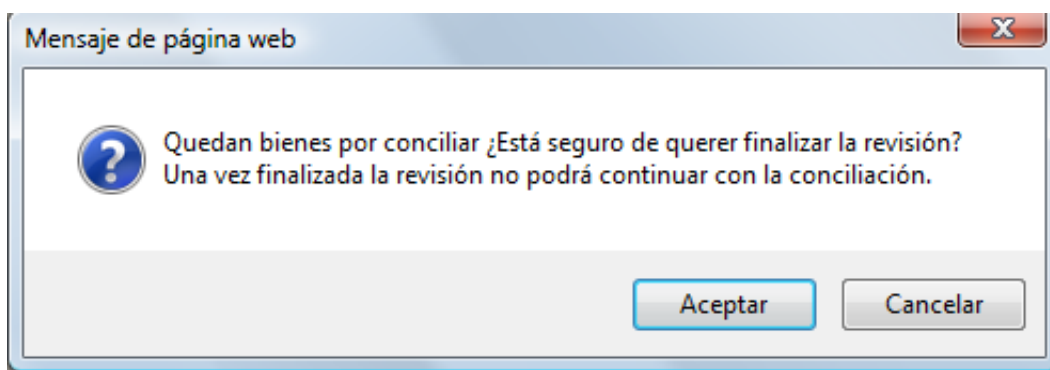 Mensaje de página web
Quedan bienes por conciliar ¿Está seguro de querer finalizar la revisión?
Una vez finalizada la revisión no podrá continuar con la conciliación.
Aceptar Cancelar